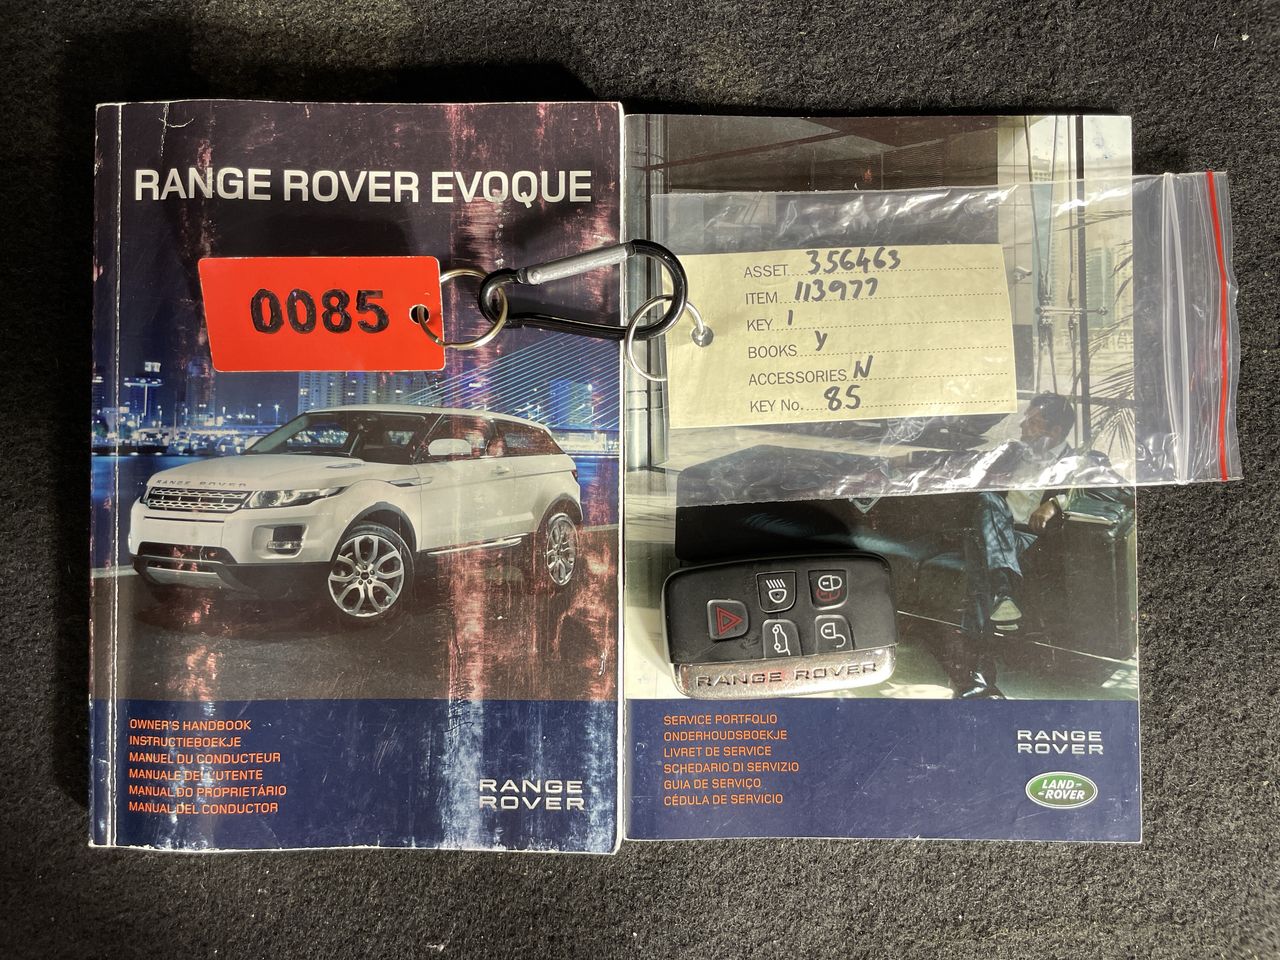 RANGE ROVER EVOQUE
0085
RANGE ROVER
OWNER'S HANDBOOK
INSTRUCTIEBOEKJE
MANUEL DU CONDUCTEUR
MANUALE DELL'UTENTE
MANUAL DO PROPRIETÁRIO
MANUAL DEL CONDUCTOR
RANGE
ROVER
ASSET 356463
ITEM 113977
KEY 1
BOOKS Y
ACCESSORIES N
KEY No. 85
RANGE ROVER
SERVICE PORTFOLIO
ONDERHOUDSBOEKJE
LIVRET DE SERVICE
SCHEDARIO DI SERVIZIO
GUIA DE SERVIÇO
CÉDULA DE SERVICIO
RANGE
ROVER
LAND-
-ROVER